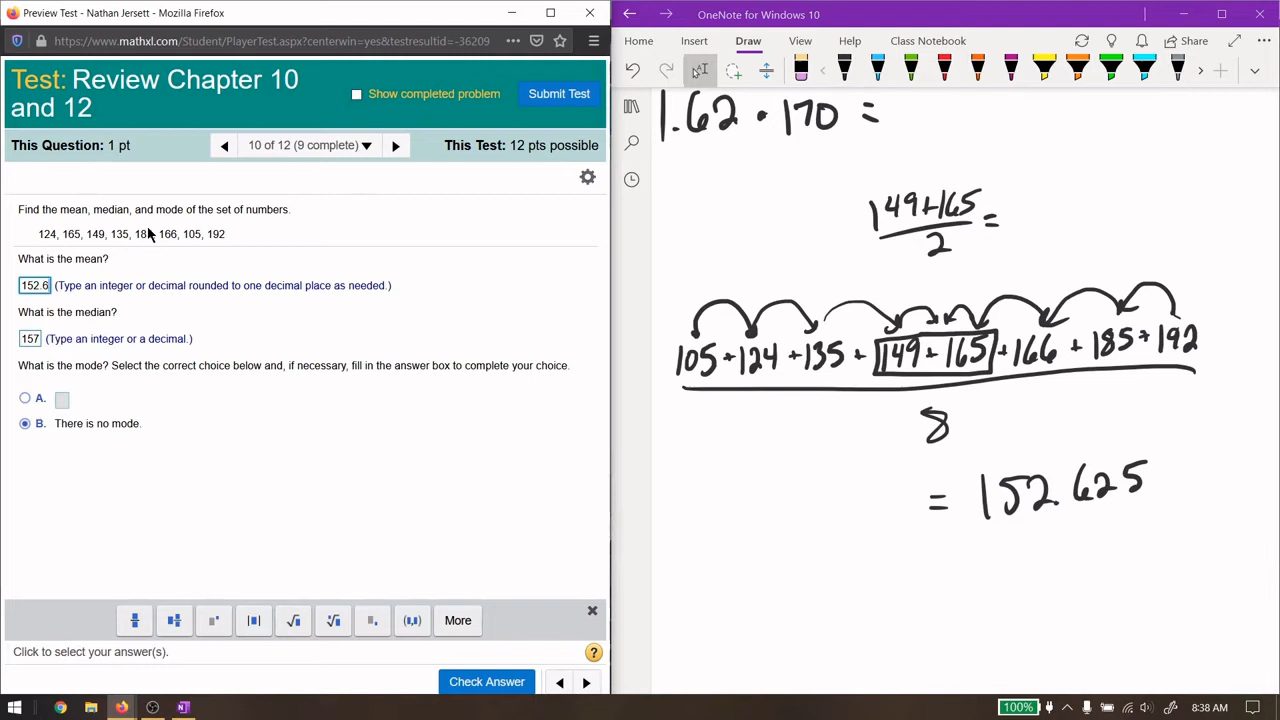 Preview Test - Nathan Jersett - Mozilla Firefox
https://www.mathxl.com/Student/PlayerTest.aspx?centerwin=yes&testresultid=-36209
Test: Review Chapter 10
and 12
Show completed problem
Submit Test
This Question: 1 pt
10 of 12 (9 complete)
This Test: 12 pts possible
Find the mean, median, and mode of the set of numbers.
124, 165, 149, 135, 166, 105, 192
What is the mean?
152.6 (Type an integer or decimal rounded to one decimal place as needed.)
What is the median?
157 (Type an integer or a decimal.)
What is the mode? Select the correct choice below and, if necessary, fill in the answer box to complete your choice.
A.
B. There is no mode.
More
Click to select your answer(s).
?
Check Answer
OneNote for Windows 10
Home Insert Draw View Help Class Notebook Share
1.62 · 170 =
149+165
2
=
105+124+135+149+165+166+185+192
8
= 152.625
100%
8:38 AM